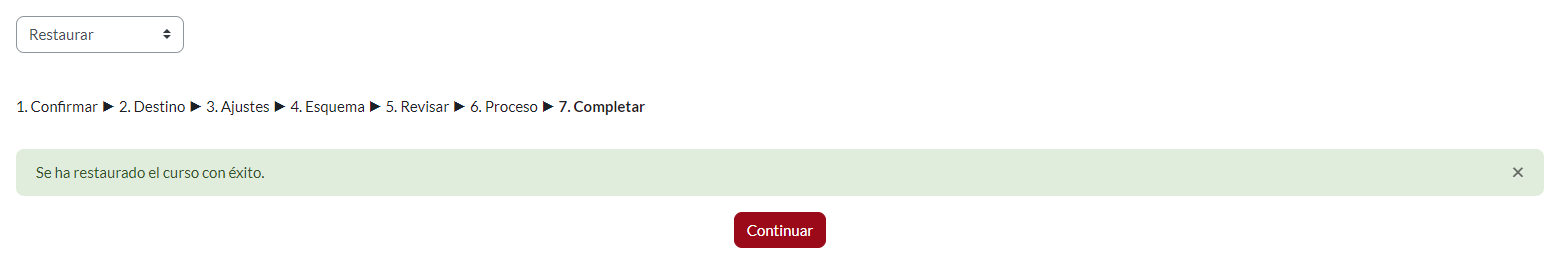 Restaurar
1. Confirmar ► 2. Destino ► 3. Ajustes ► 4. Esquema ► 5. Revisar ► 6. Proceso ► 7. Completar
Se ha restaurado el curso con éxito. ×
Continuar